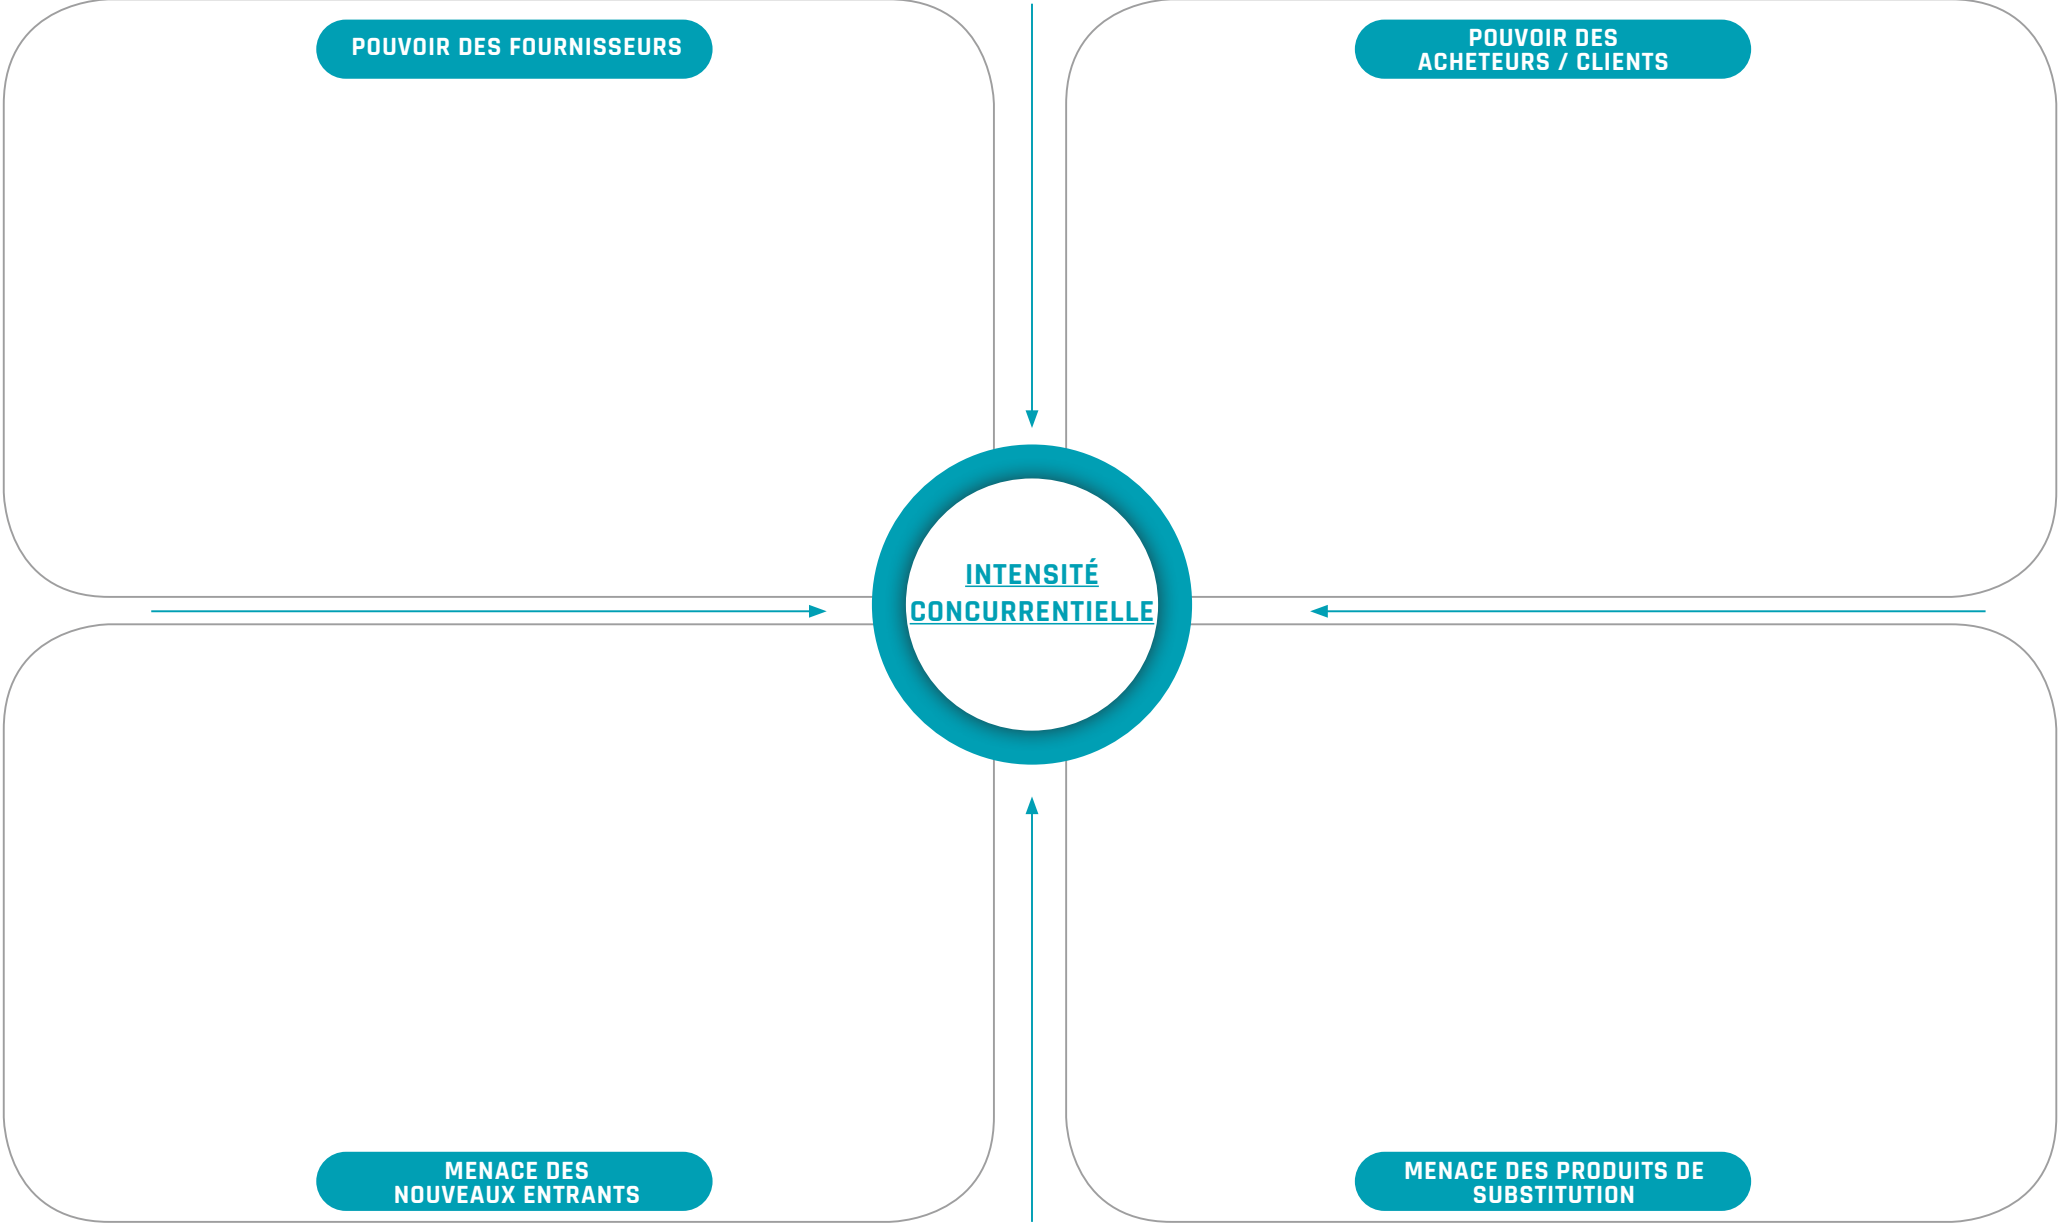 POUVOIR DES FOURNISSEURS
POUVOIR DES
ACHETEURS / CLIENTS
INTENSITÉ
CONCURRENTIELLE
MENACE DES
NOUVEAUX ENTRANTS
MENACE DES PRODUITS DE
SUBSTITUTION